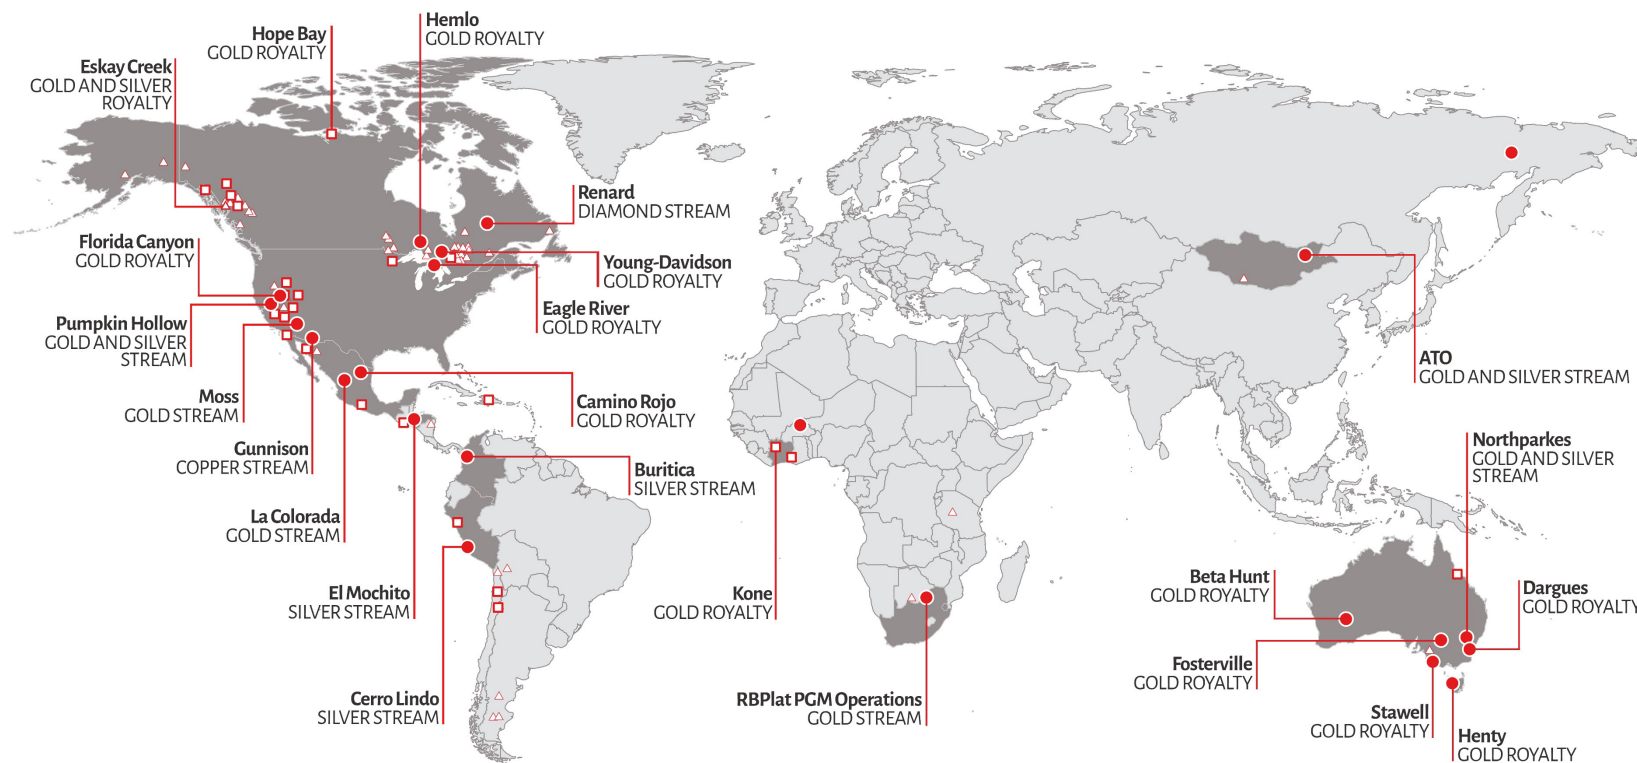 Hemlo
GOLD ROYALTY
Hope Bay
GOLD ROYALTY
Eskay Creek
GOLD AND SILVER
ROYALTY
Renard
DIAMOND STREAM
Florida Canyon
GOLD ROYALTY
Young-Davidson
GOLD ROYALTY
Eagle River
GOLD ROYALTY
Pumpkin Hollow
GOLD AND SILVER
STREAM
ATO
GOLD AND SILVER STREAM
Moss
GOLD STREAM
Camino Rojo
GOLD ROYALTY
Gunnison
COPPER STREAM
Northparkes
GOLD AND SILVER
STREAM
Buritica
SILVER STREAM
La Colorada
GOLD STREAM
El Mochito
SILVER STREAM
Kone
GOLD ROYALTY
Beta Hunt
GOLD ROYALTY
Dargues
GOLD ROYALTY
Fosterville
GOLD ROYALTY
Cerro Lindo
SILVER STREAM
RBPlat PGM Operations
GOLD STREAM
Stawell
GOLD ROYALTY
Henty
GOLD ROYALTY